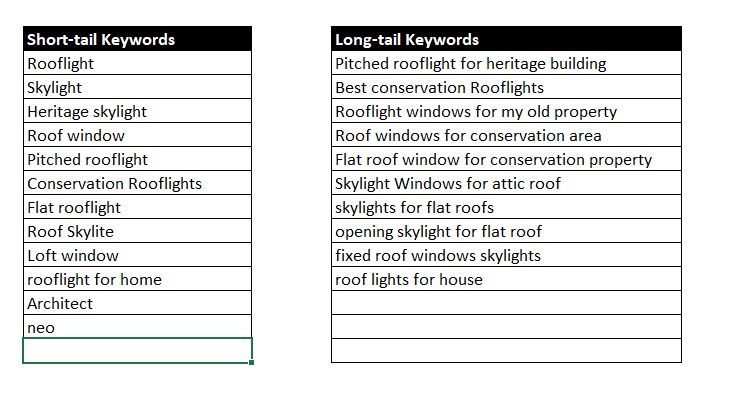 Short-tail Keywords
Rooflight
Skylight
Heritage skylight
Roof window
Pitched rooflight
Conservation Rooflights
Flat rooflight
Roof Skylite
Loft window
rooflight for home
Architect
neo
Long-tail Keywords
Pitched rooflight for heritage building
Best conservation Rooflights
Rooflight windows for my old property
Roof windows for conservation area
Flat roof window for conservation property
Skylight Windows for attic roof
skylights for flat roofs
opening skylight for flat roof
fixed roof windows skylights
roof lights for house